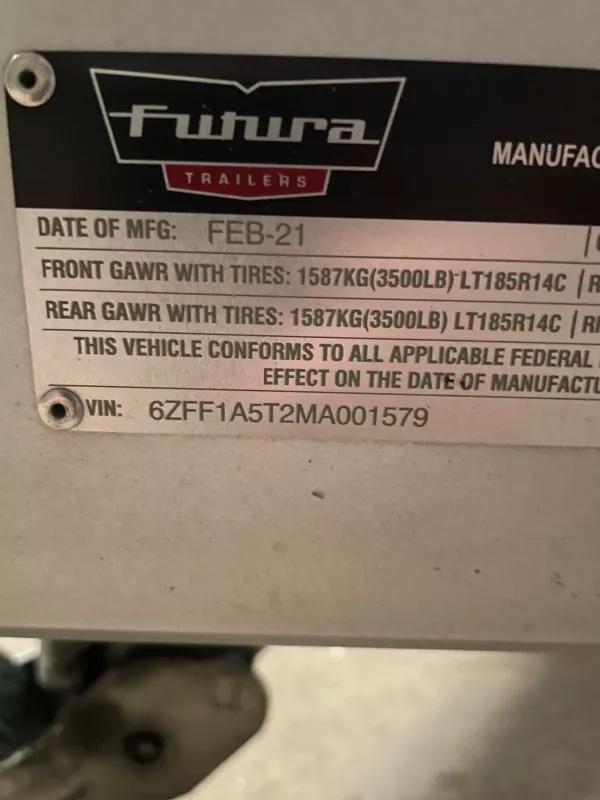 Futura
TRAILERS
MANUFAC
DATE OF MFG: FEB-21
FRONT GAWR WITH TIRES: 1587KG(3500LB) LT185R14C | R
REAR GAWR WITH TIRES: 1587KG(3500LB) LT185R14C | RI
THIS VEHICLE CONFORMS TO ALL APPLICABLE FEDERAL
EFFECT ON THE DATE OF MANUFACTU
VIN: 6ZFF1A5T2MA001579